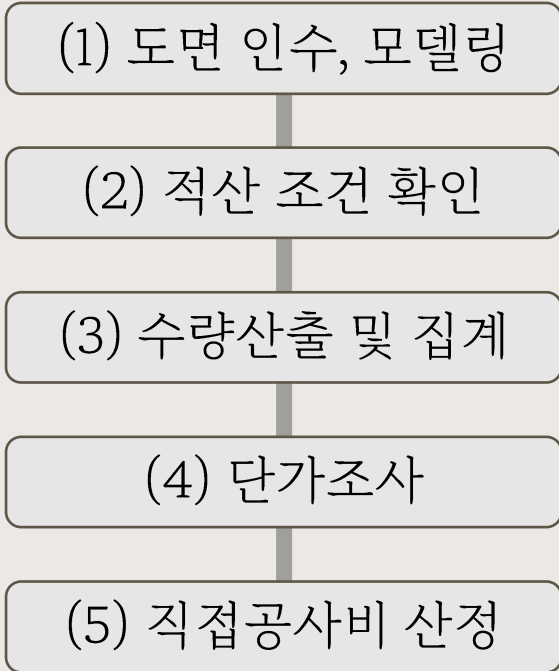 (1) 도면 인수, 모델링
(2) 적산 조건 확인
(3) 수량산출 및 집계
(4) 단가조사
(5) 직접공사비 산정